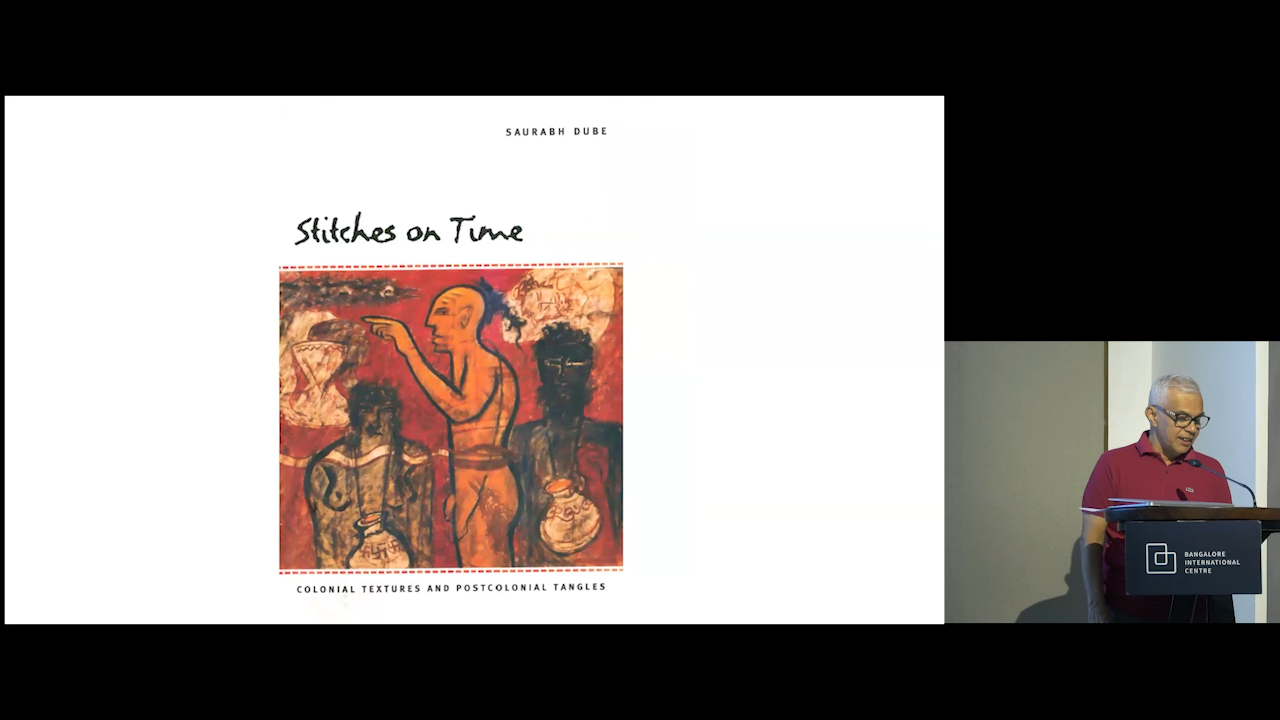 SAURABH DUBE
Stitches on Time
COLONIAL TEXTURES AND POSTCOLONIAL TANGLES
BANGALORE
INTERNATIONAL
CENTRE